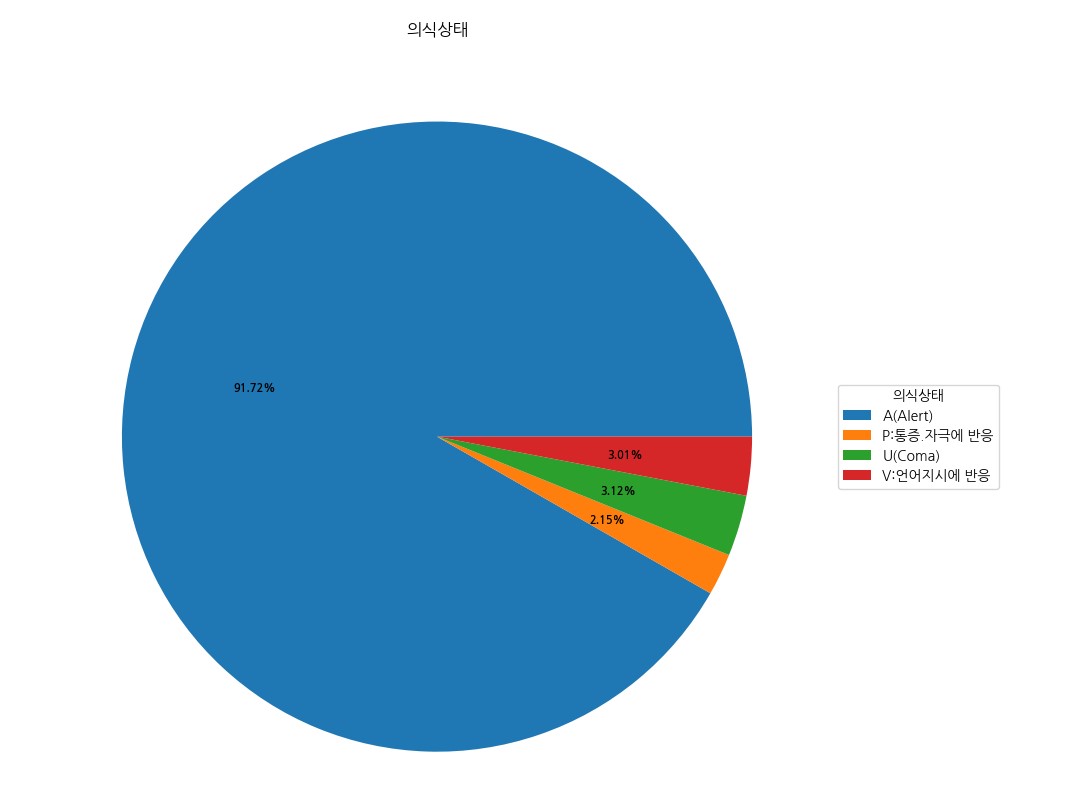 의식상태
91.72%
3.01%
3.12%
2.15%
의식상태
A(Alert)
P:통증.자극에 반응
U(Coma)
V:언어지시에 반응